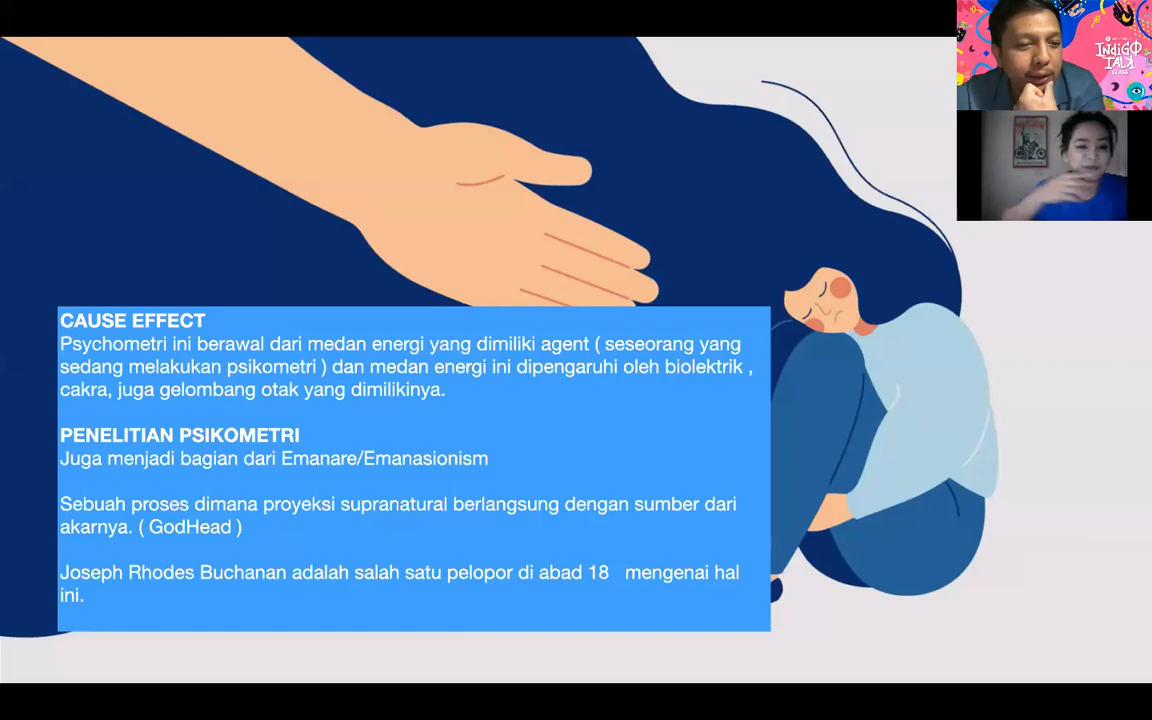 CAUSE EFFECT
Psychometri ini berawal dari medan energi yang dimiliki agent ( seseorang yang
sedang melakukan psikometri ) dan medan energi ini dipengaruhi oleh biolektrik ,
cakra, juga gelombang otak yang dimilikinya.
PENELITIAN PSIKOMETRI
Juga menjadi bagian dari Emanare/Emanasionism
Sebuah proses dimana proyeksi supranatural berlangsung dengan sumber dari
akarnya. ( GodHead )
Joseph Rhodes Buchanan adalah salah satu pelopor di abad 18   mengenai hal
ini.
INDIGO
TALK
CLASS